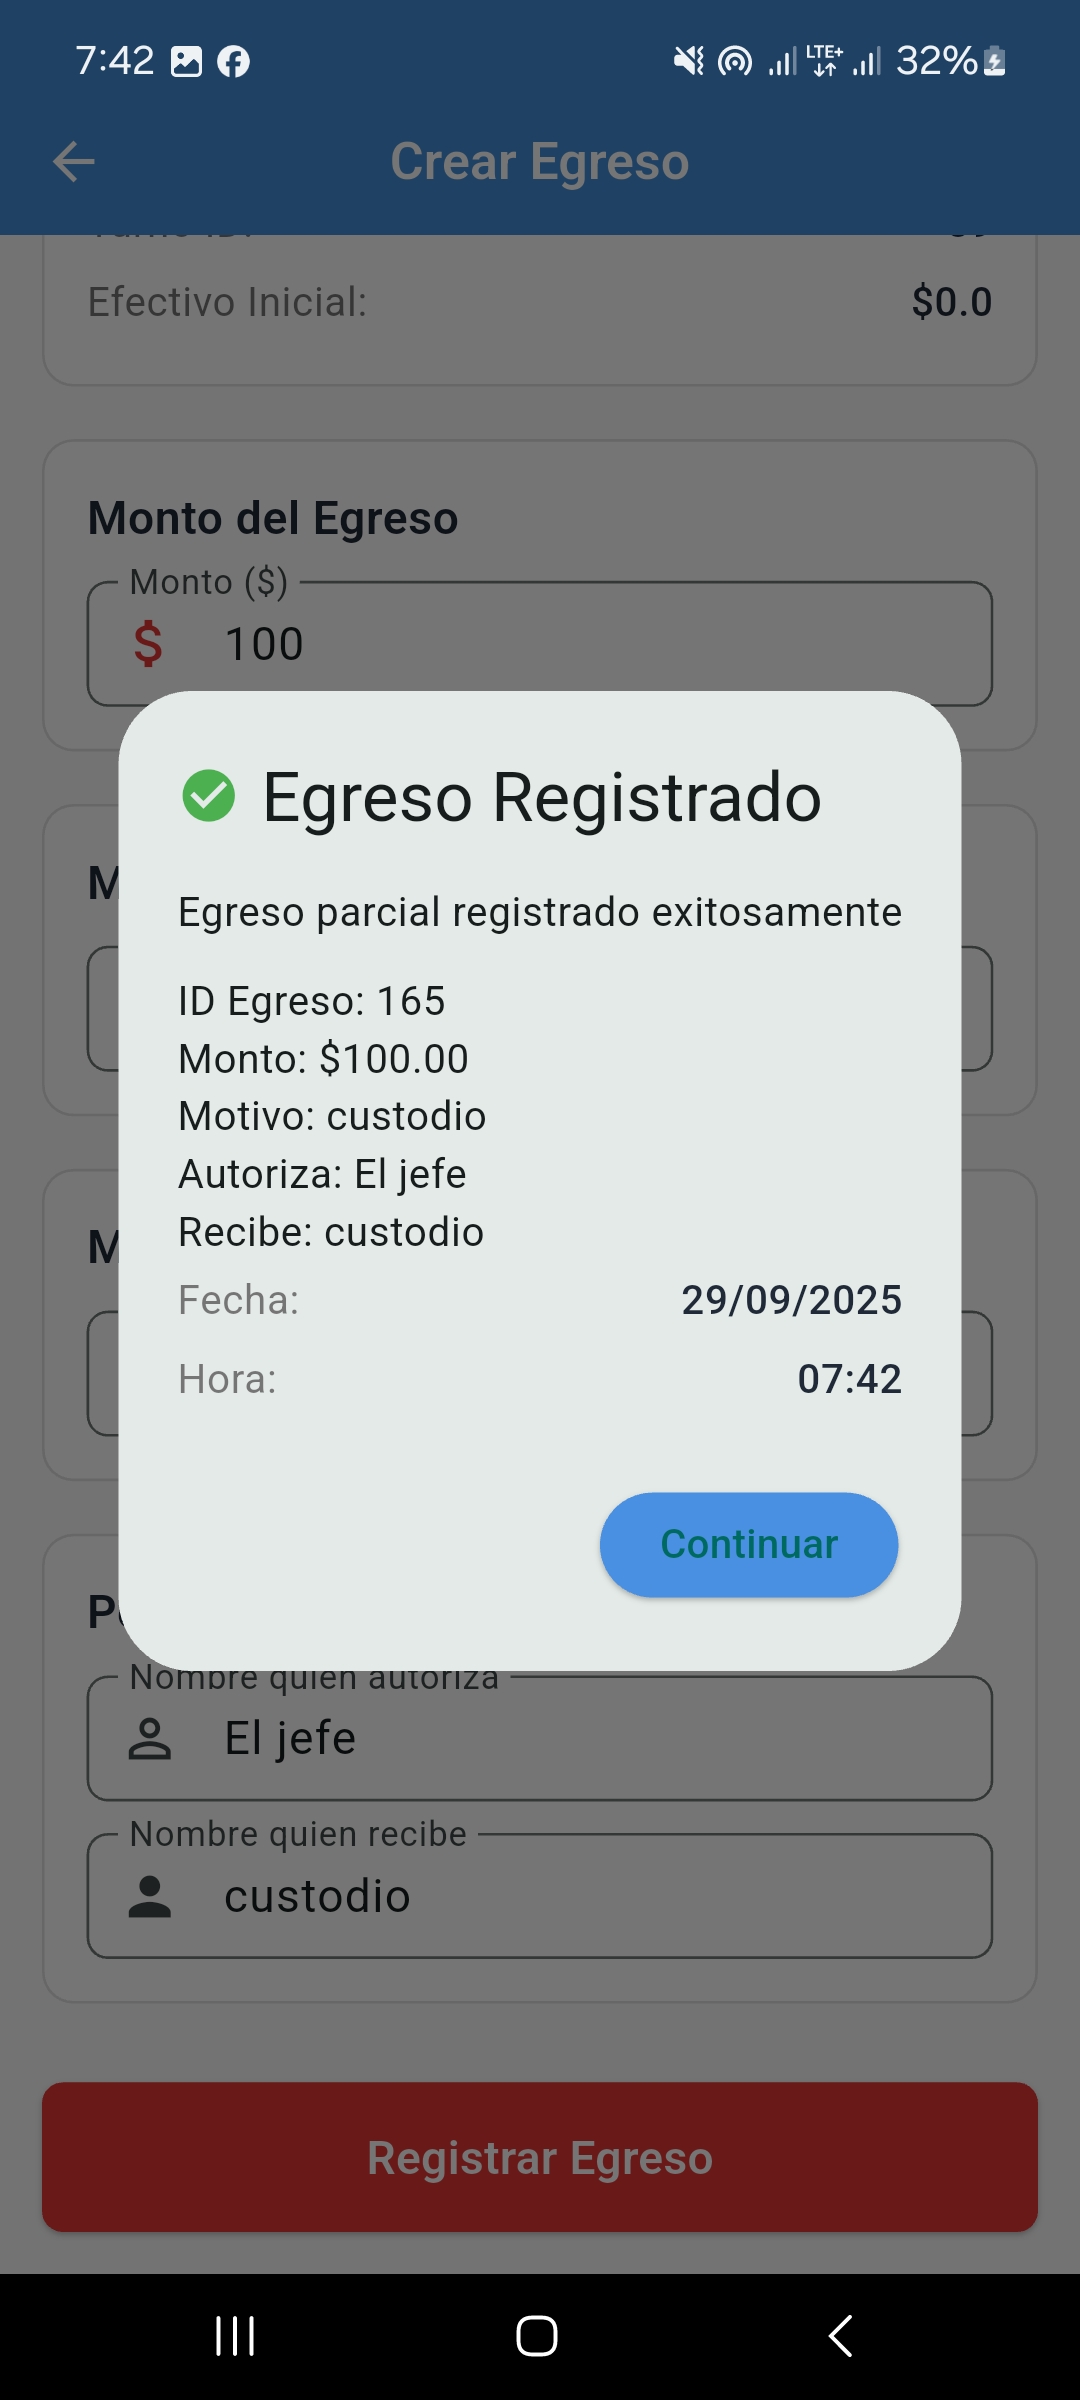 7:42 LTE+ 32%
Crear Egreso
Efectivo Inicial: $0.0
Monto del Egreso
Monto ($)
$ 100
Egreso Registrado
Egreso parcial registrado exitosamente
ID Egreso: 165
Monto: $100.00
Motivo: custodio
Autoriza: El jefe
Recibe: custodio
Fecha: 29/09/2025
Hora: 07:42
Continuar
Nombre quien autoriza
El jefe
Nombre quien recibe
custodio
Registrar Egreso